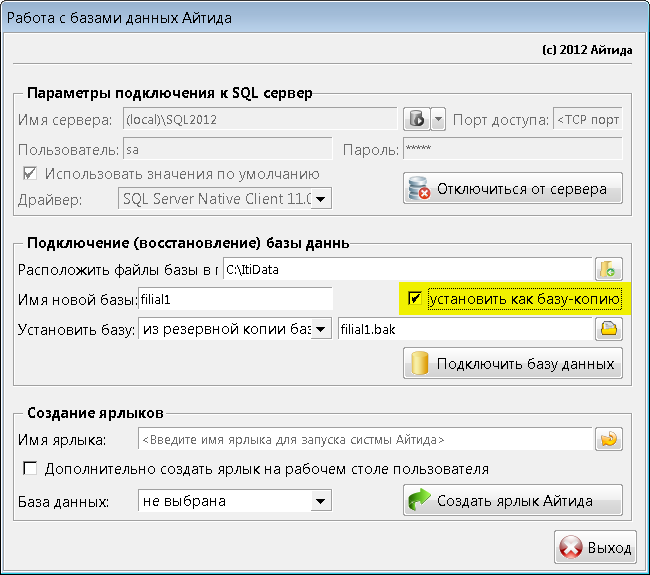 Работа с базами данных Айтида
(c) 2012 Айтида
Параметры подключения к SQL сервер
Имя сервера: (local)\SQL2012 Порт доступа: <TCP порт
Пользователь: sa Пароль: *****
Использовать значения по умолчанию
Отключиться от сервера
Драйвер: SQL Server Native Client 11.0
Подключение (восстановление) базы даннь
Расположить файлы базы в г C:\ItiData
Имя новой базы: filial1 установить как базу-копию
Установить базу: из резервной копии баз filial1.bak
Подключить базу данных
Создание ярлыков
Имя ярлыка: <Введите имя ярлыка для запуска систмы Айтида>
Дополнительно создать ярлык на рабочем столе пользователя
База данных: не выбрана Создать ярлык Айтида
Выход